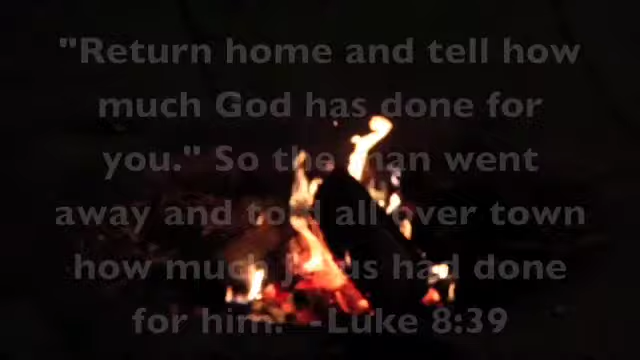 "Return home and tell how
much God has done for
you." So the man went
away and told all over town
how much Jesus had done
for him." -Luke 8:39